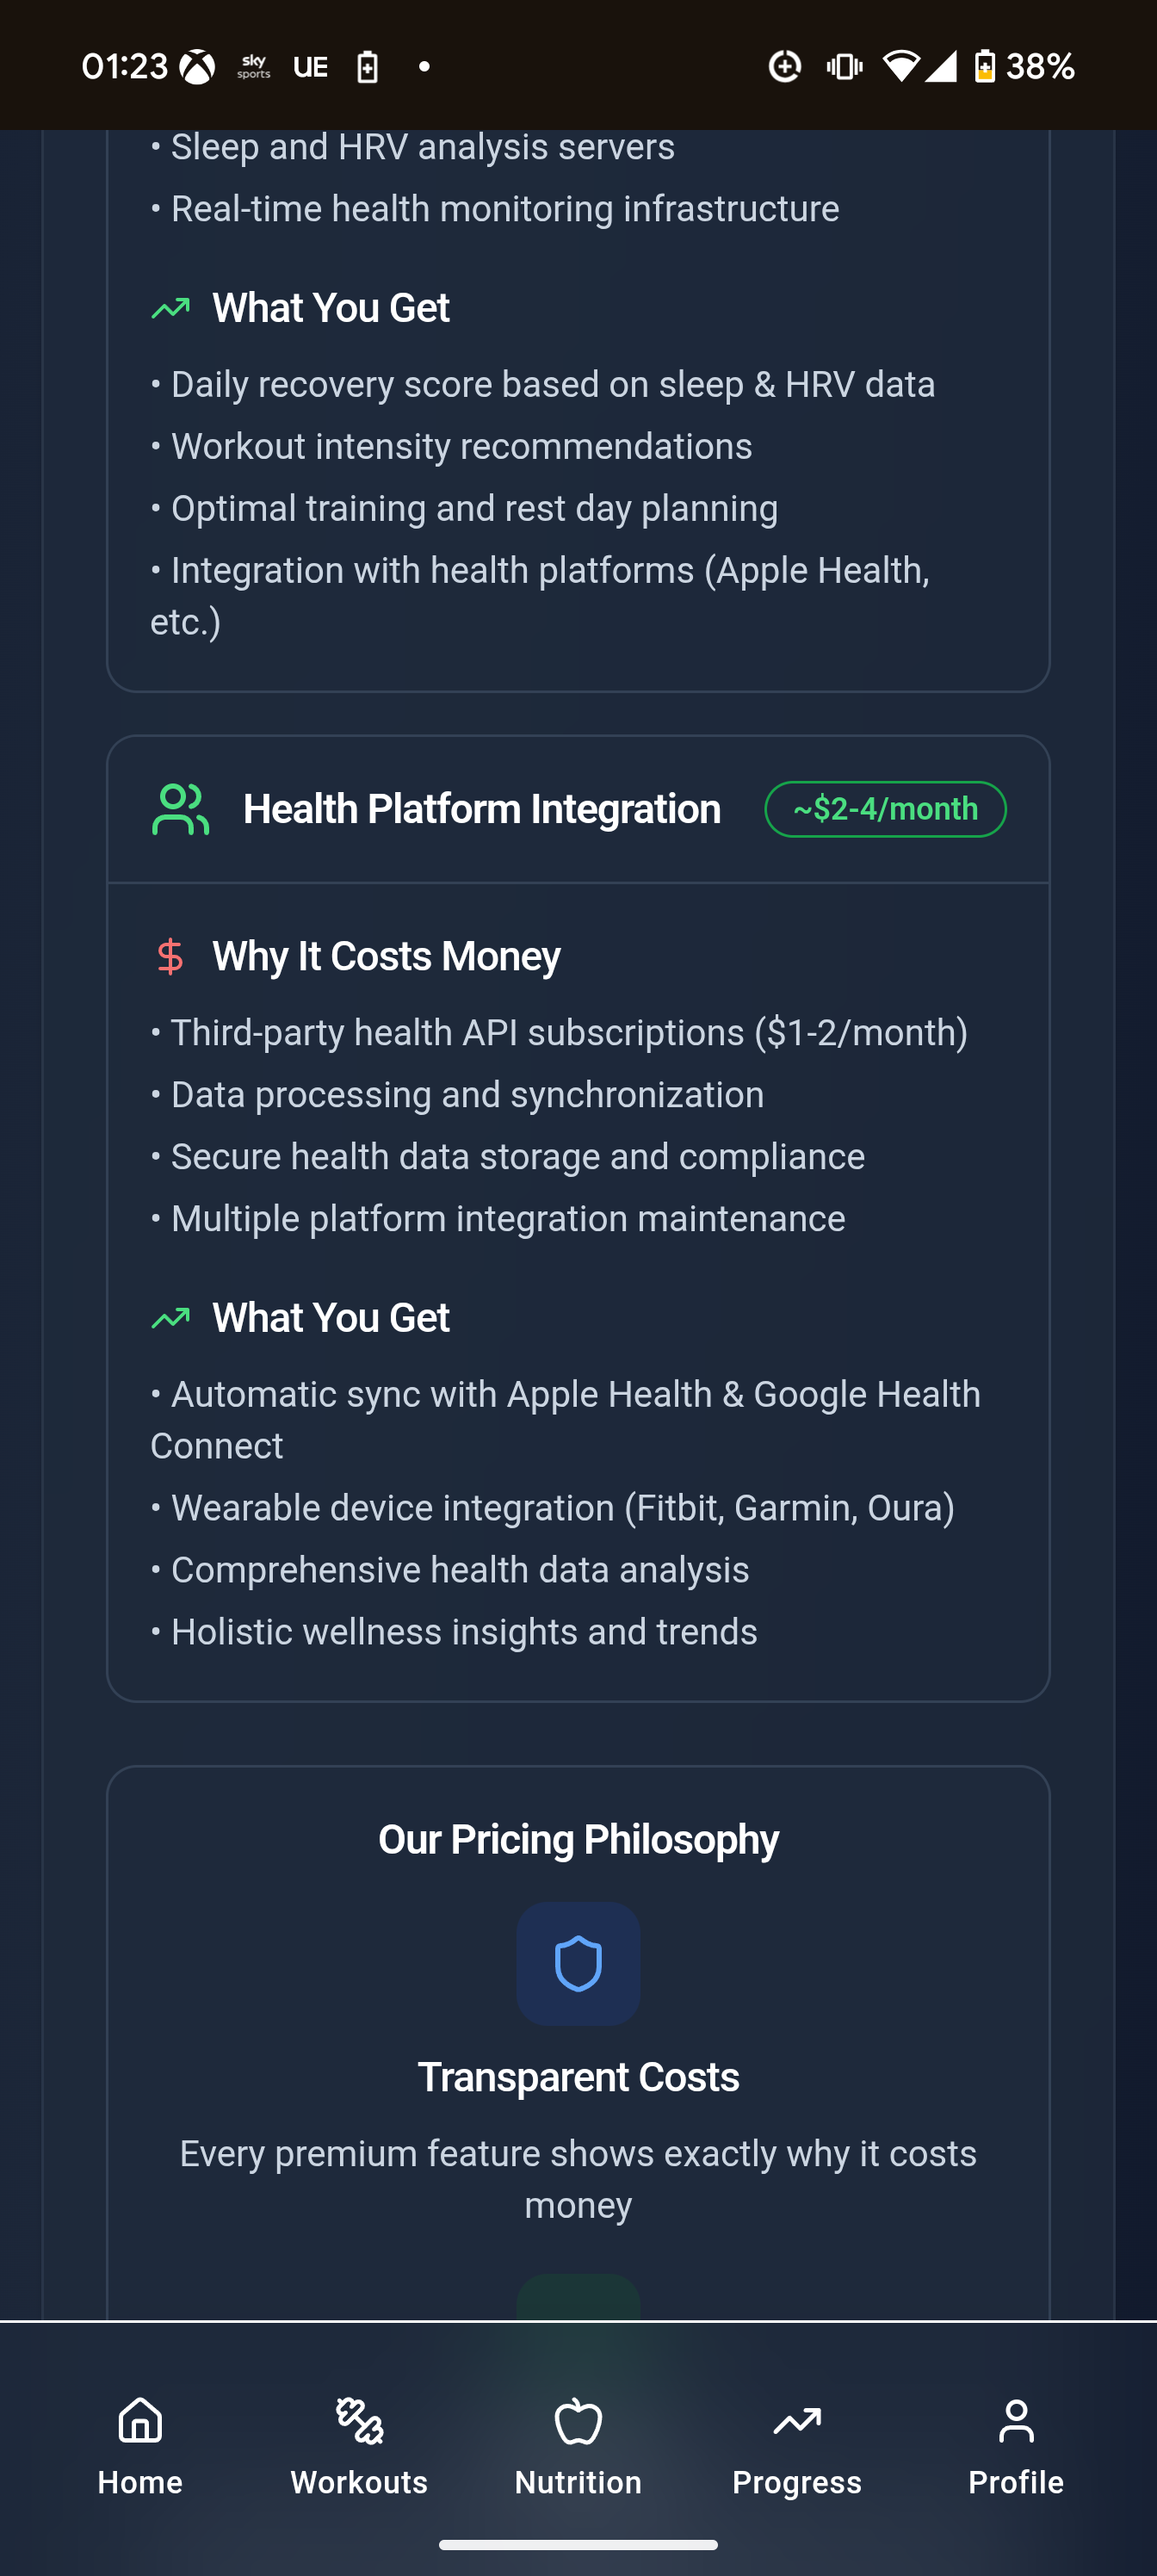 01:23 sky sports UE 38%
• Sleep and HRV analysis servers
• Real-time health monitoring infrastructure
What You Get
• Daily recovery score based on sleep & HRV data
• Workout intensity recommendations
• Optimal training and rest day planning
• Integration with health platforms (Apple Health,
etc.)
Health Platform Integration ~$2-4/month
Why It Costs Money
• Third-party health API subscriptions ($1-2/month)
• Data processing and synchronization
• Secure health data storage and compliance
• Multiple platform integration maintenance
What You Get
• Automatic sync with Apple Health & Google Health
Connect
• Wearable device integration (Fitbit, Garmin, Oura)
• Comprehensive health data analysis
• Holistic wellness insights and trends
Our Pricing Philosophy
Transparent Costs
Every premium feature shows exactly why it costs
money
Home Workouts Nutrition Progress Profile